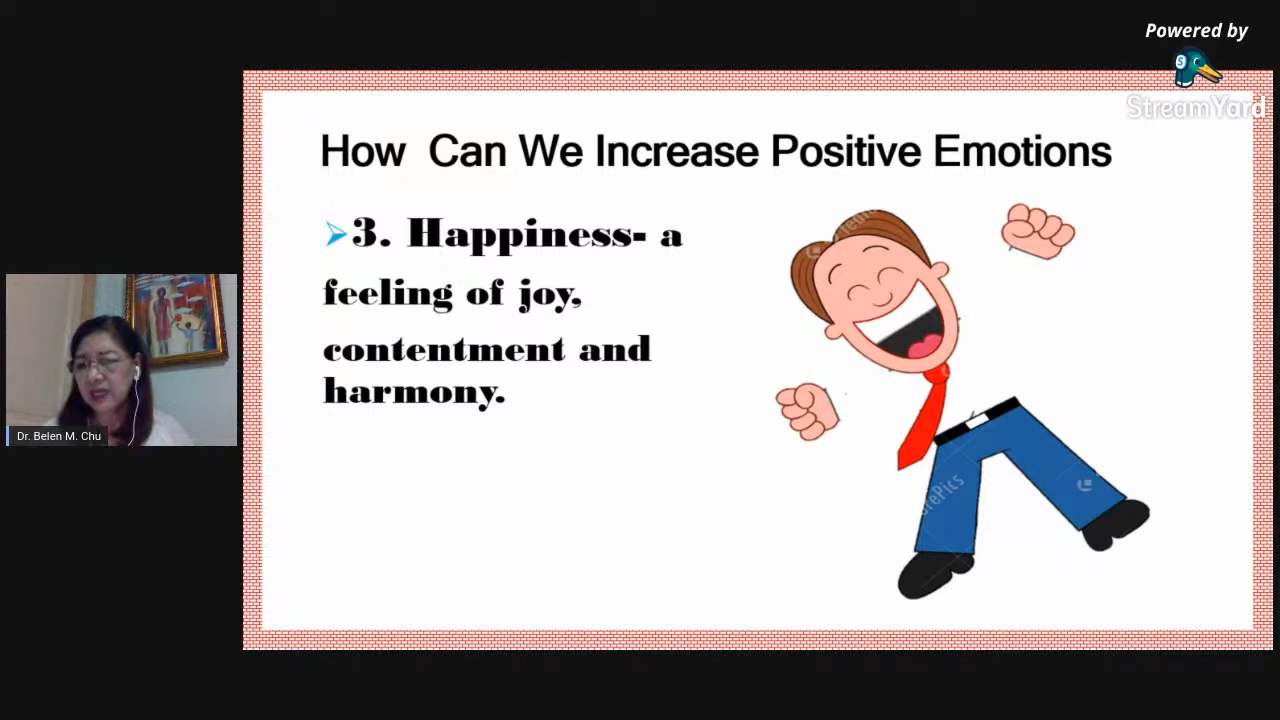 Powered by
StreamYard
How Can We Increase Positive Emotions
3. Happiness- a
feeling of joy,
contentment and
harmony.
Dr. Belen M. Chu